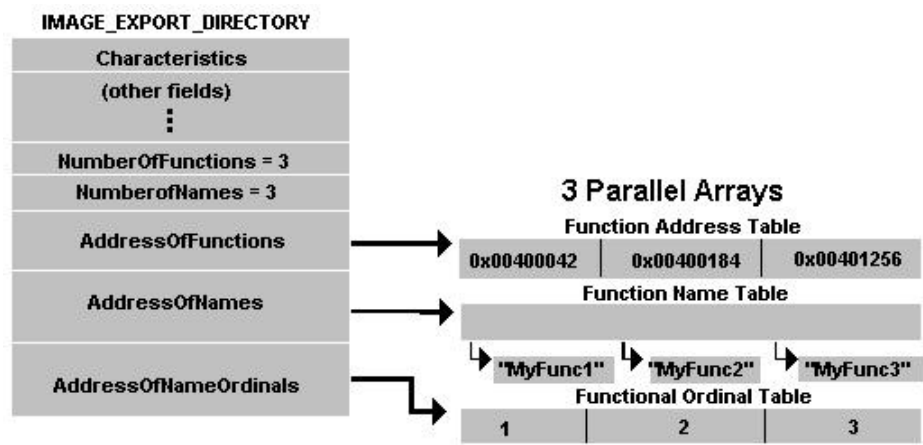 IMAGE_EXPORT_DIRECTORY
Characteristics
(other fields)
NumberOfFunctions = 3
NumberofNames = 3
AddressOfFunctions
AddressOfNames
AddressOfNameOrdinals
3 Parallel Arrays
Function Address Table
0x00400042 0x00400184 0x00401256
Function Name Table
"MyFunc1" "MyFunc2" "MyFunc3"
Functional Ordinal Table
1 2 3